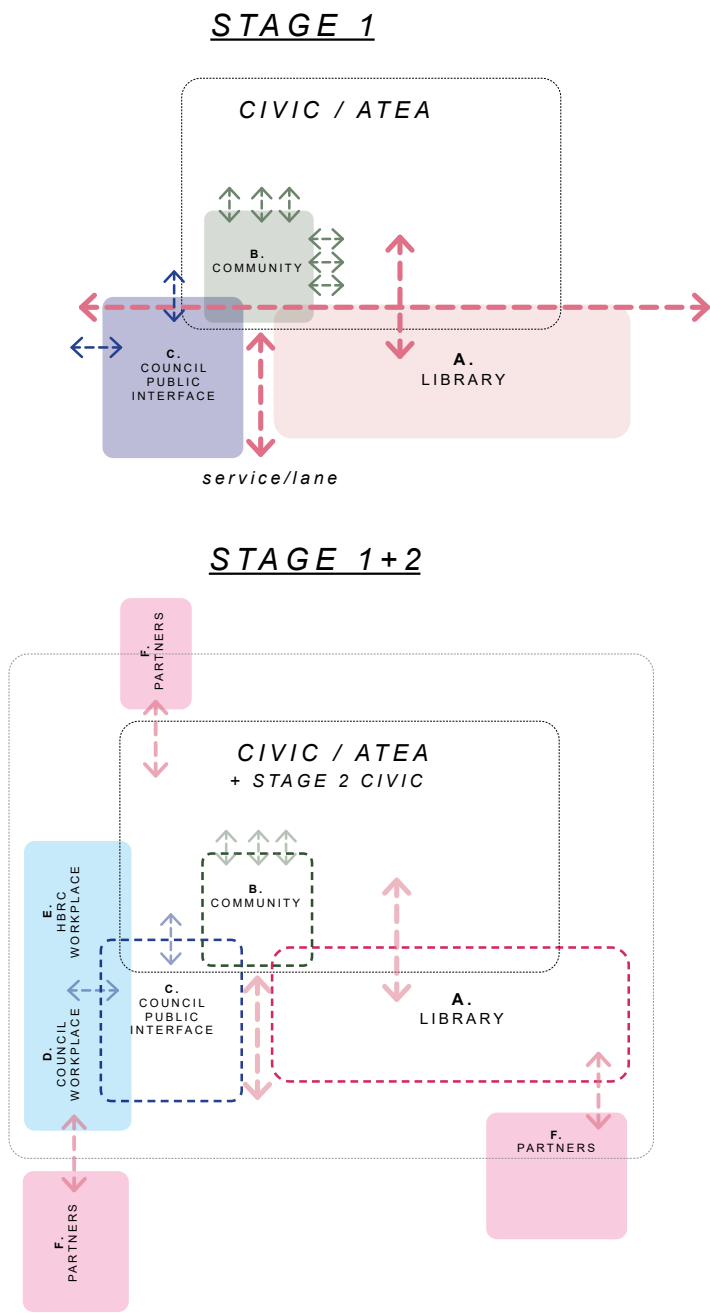 STAGE 1
CIVIC / ATEA
B.
COMMUNITY
C.
COUNCIL
PUBLIC
INTERFACE
A.
LIBRARY
service/lane
STAGE 1+2
F.
PARTNERS
CIVIC / ATEA
+ STAGE 2 CIVIC
E.
HBRC
WORKPLACE
B.
COMMUNITY
D.
COUNCIL
WORKPLACE
C.
COUNCIL
PUBLIC
INTERFACE
A.
LIBRARY
F.
PARTNERS
F.
PARTNERS